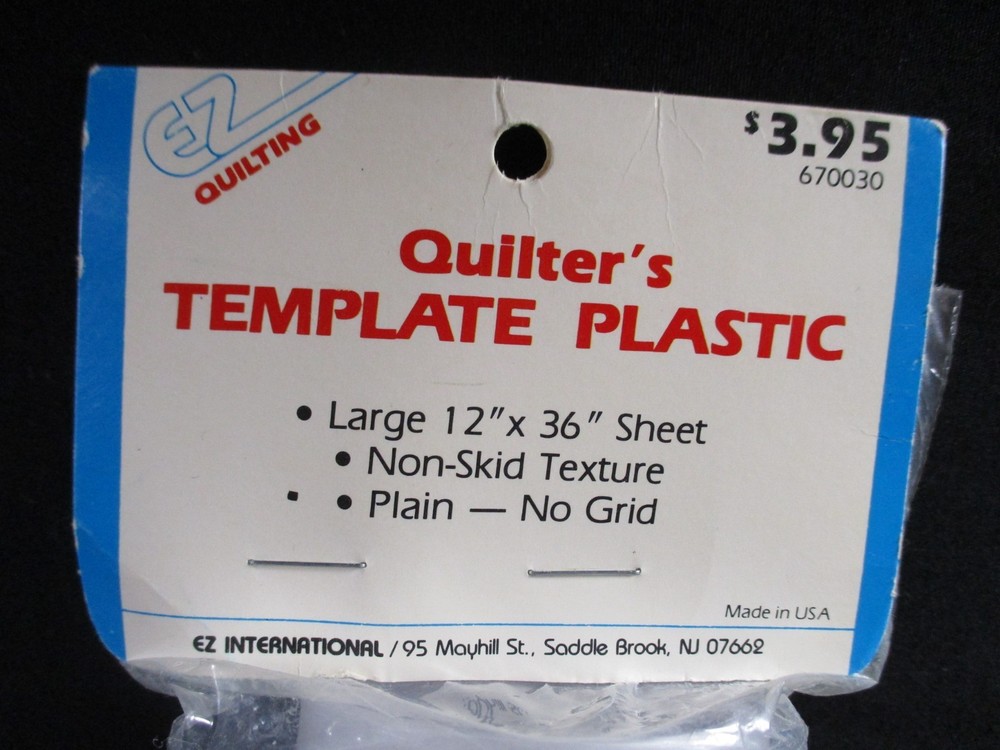 EZ
QUILTING
$3.95
670030
Quilter's
TEMPLATE PLASTIC
• Large 12"x 36" Sheet
• Non-Skid Texture
• Plain — No Grid
Made in USA
EZ INTERNATIONAL / 95 Mayhill St., Saddle Brook, NJ 07662